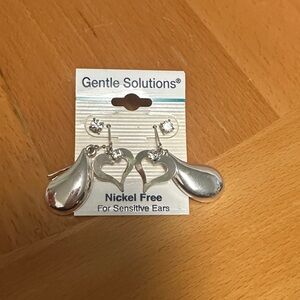 Gentle Solutions®
Nickel Free
For Sensitive Ears